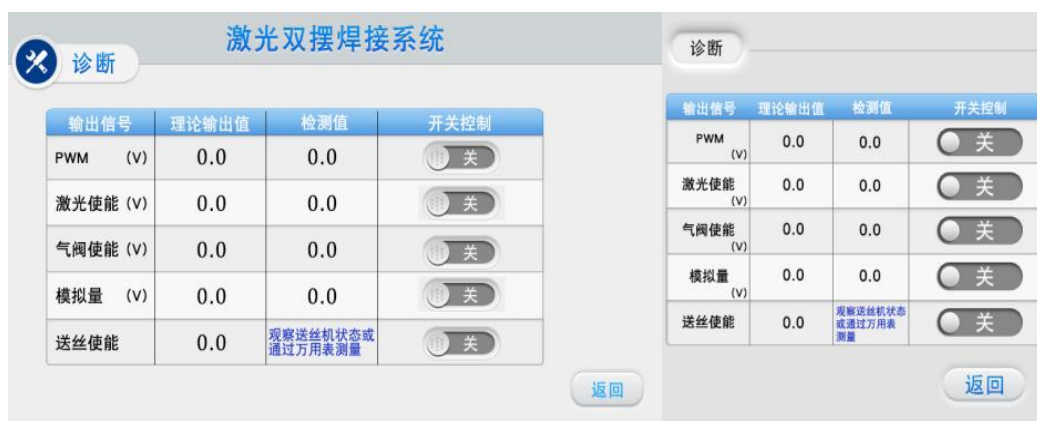 激光双摆焊接系统
诊断
输出信号 理论输出值 检测值 开关控制
PWM (V) 0.0 0.0 关
激光使能 (V) 0.0 0.0 关
气阀使能 (V) 0.0 0.0 关
模拟量 (V) 0.0 0.0 关
送丝使能 0.0 观察送丝机状态或
通过万用表测量 关
返回
诊断
输出信号 理论输出值 检测值 开关控制
PWM
(V) 0.0 0.0 关
激光使能
(V) 0.0 0.0 关
气阀使能
(V) 0.0 0.0 关
模拟量
(V) 0.0 0.0 关
送丝使能 0.0 观察送丝机状态
或通过万用表
测量 关
返回